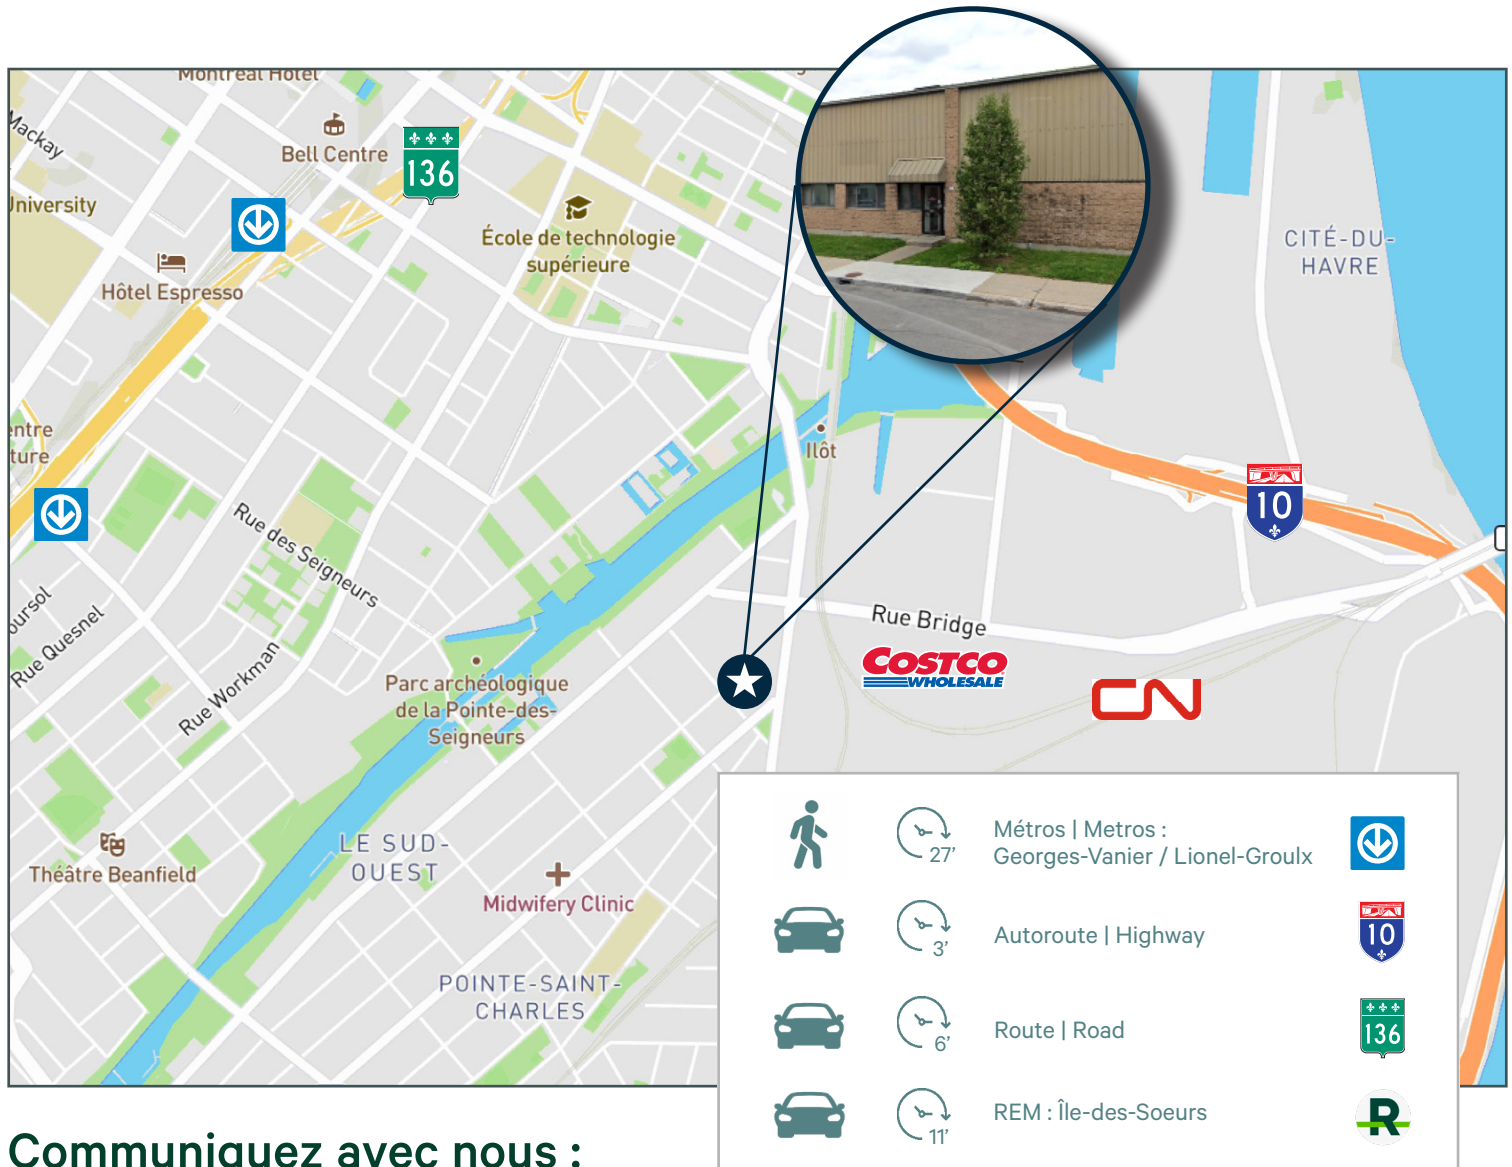 Montréal Hotel
Mackay
Bell Centre
136
University
École de technologie
supérieure
Hôtel Espresso
CITÉ-DU-
HAVRE
Ilôt
10
Rue des Seigneurs
Rue Quesnel
Rue Workman
Rue Bridge
COSTCO
WHOLESALE
CN
Parc archéologique
de la Pointe-des-
Seigneurs
LE SUD-
OUEST
Théâtre Beanfield
Midwifery Clinic
POINTE-SAINT-
CHARLES
27'
Métros | Metros :
Georges-Vanier / Lionel-Groulx
3'
Autoroute | Highway
10
6'
Route | Road
136
11'
REM : Île-des-Soeurs
R
Communiquez avec nous :